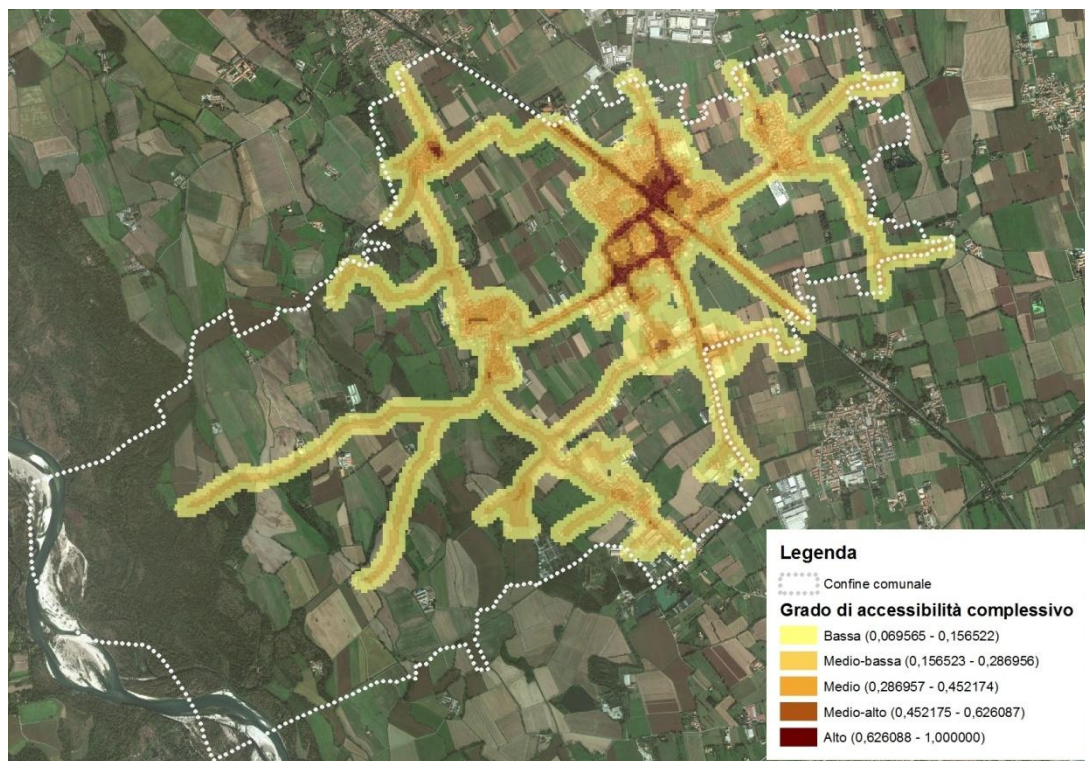 Legenda
Confine comunale
Grado di accessibilità complessivo
Bassa (0,069565 - 0,156522)
Medio-bassa (0,156523 - 0,286956)
Medio (0,286957 - 0,452174)
Medio-alto (0,452175 - 0,626087)
Alto (0,626088 - 1,000000)